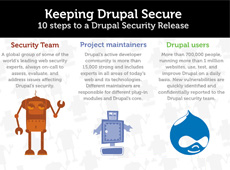 Keeping Drupal Secure
10 steps to a Drupal Security Release
Security Team
A global group of some of the
world's leading web security
experts, always on-call to
assess, evaluate, and
address issues affecting
Drupal's security.
Project maintainers
Drupal's active developer
community is more than
15,000 strong and includes
experts in all areas of today's
web and its technologies.
Different maintainers are
responsible for different plug-in
modules and Drupal's core.
Drupal users
More than 760,000 people,
running more than 1 million
websites, use, test, and
improve Drupal on a daily
basis. New vulnerabilities are
quickly identified and
confidentially reported to the
Drupal security team.